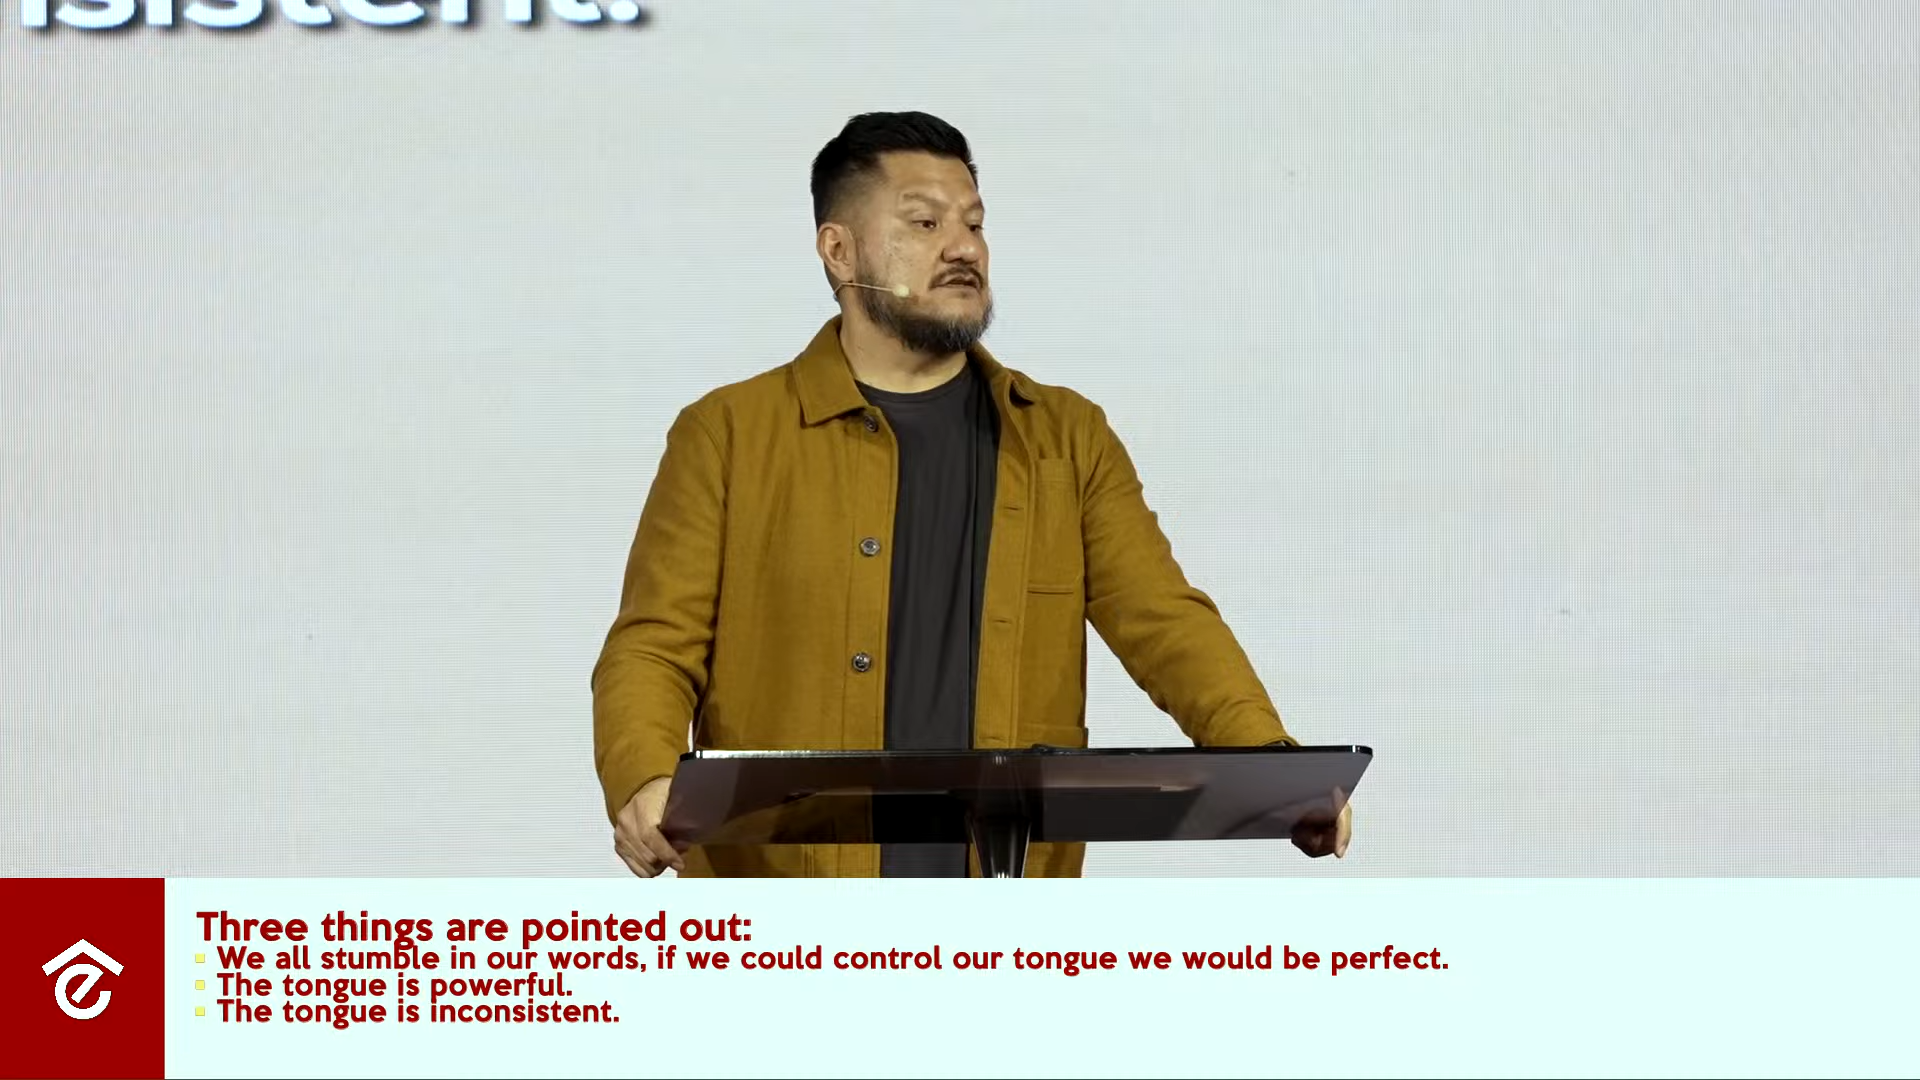 sistent.
Three things are pointed out:
We all stumble in our words, if we could control our tongue we would be perfect.
The tongue is powerful.
The tongue is inconsistent.
e